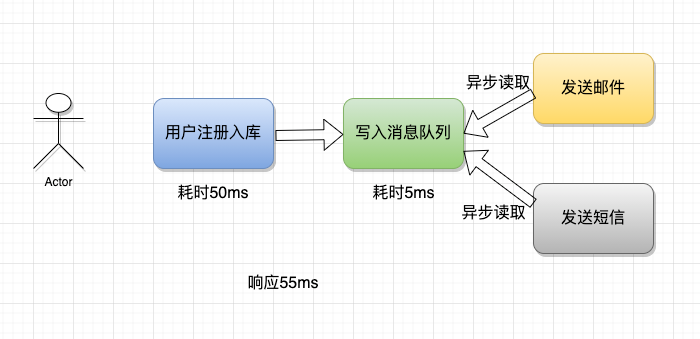 异步读取
发送邮件
用户注册入库
写入消息队列
Actor
耗时50ms
耗时5ms
异步读取
发送短信
响应55ms